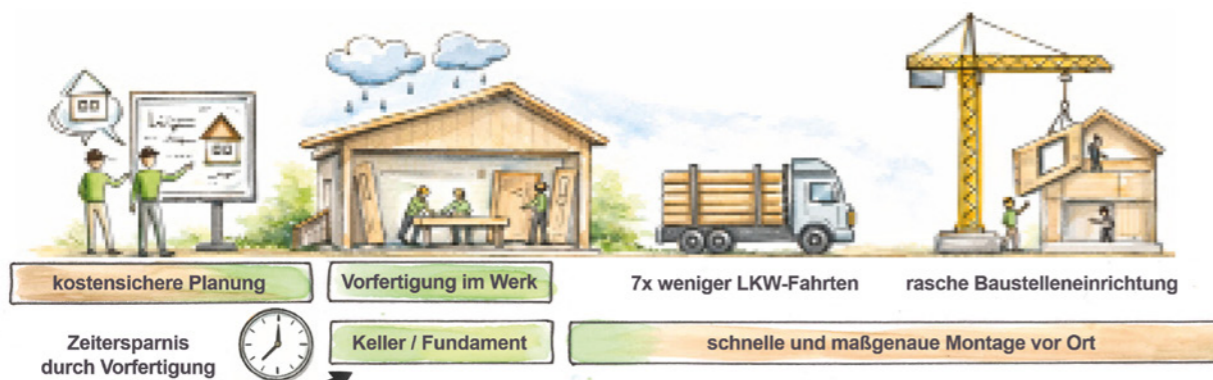 kostensichere Planung
Vorfertigung im Werk
7x weniger LKW-Fahrten
rasche Baustelleneinrichtung
Zeitersparnis
durch Vorfertigung
Keller / Fundament
schnelle und maßgenaue Montage vor Ort